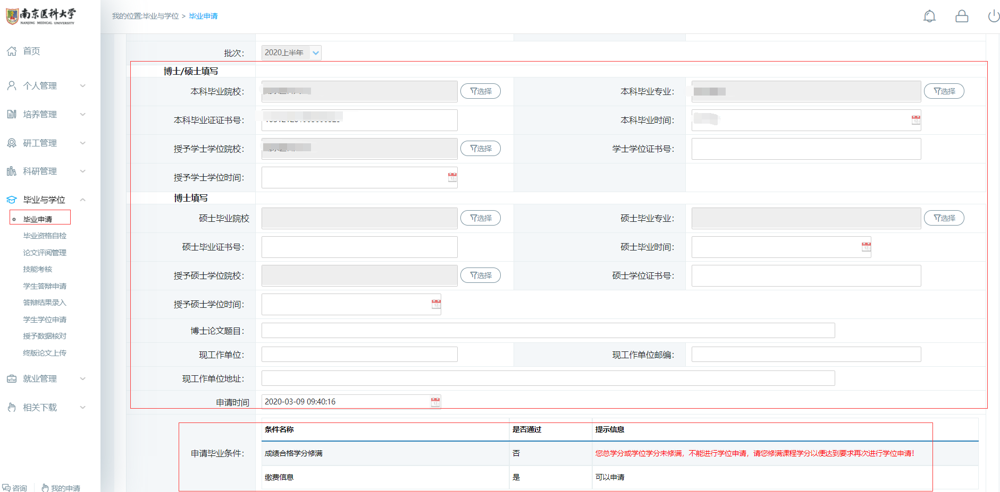 南京医科大学
NANJING MEDICAL UNIVERSITY
我的位置:毕业与学位 > 毕业申请
首页
个人管理
培养管理
研工管理
科研管理
毕业与学位
毕业申请
毕业资格自检
论文评阅管理
技能考核
学生答辩申请
答辩结果录入
学生学位申请
授予数据核对
终版论文上传
就业管理
相关下载
咨询
我的申请
批次：
2020上半年
博士/硕士填写
本科毕业院校：
选择
本科毕业专业：
选择
本科毕业证证书号：
本科毕业时间：
授予学士学位院校：
选择
学士学位证书号：
授予学士学位时间：
博士填写
硕士毕业院校
选择
硕士毕业专业：
选择
硕士毕业证书号：
硕士毕业时间：
授予硕士学位院校：
选择
硕士学位证书号：
授予硕士学位时间：
博士论文题目：
现工作单位：
现工作单位邮编：
现工作单位地址：
申请时间
2020-03-09 09:40:16
申请毕业条件：
条件名称 是否通过 提示信息
成绩合格学分修满 否 您总学分或学位学分未修满，不能进行学位申请，请您修满课程学分以便达到要求再次进行学位申请！
缴费信息 是 可以申请